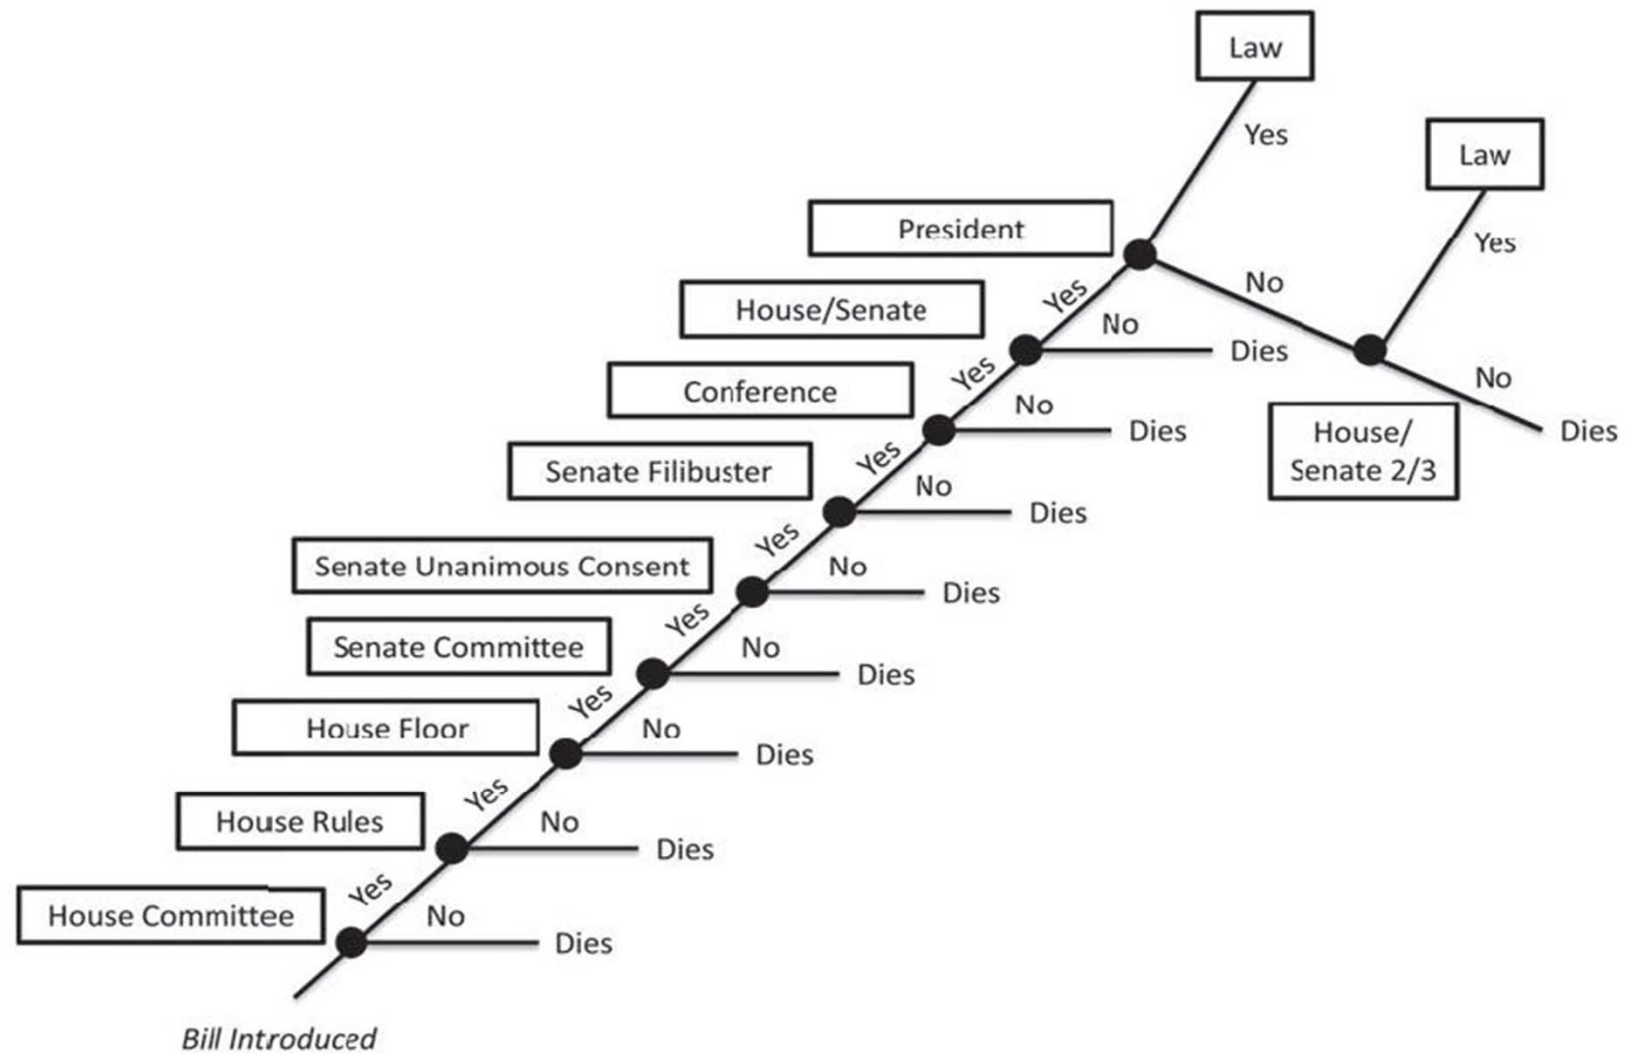 Law
Yes
Law
President
Yes
No
Yes
House/Senate
No
Dies
Yes
No
Conference
No
Dies
House/
Senate 2/3
Dies
Yes
Senate Filibuster
No
Dies
Yes
Senate Unanimous Consent
No
Dies
Yes
Senate Committee
No
Dies
Yes
House Floor
No
Dies
Yes
House Rules
No
Dies
Yes
House Committee
No
Dies
Bill Introduced